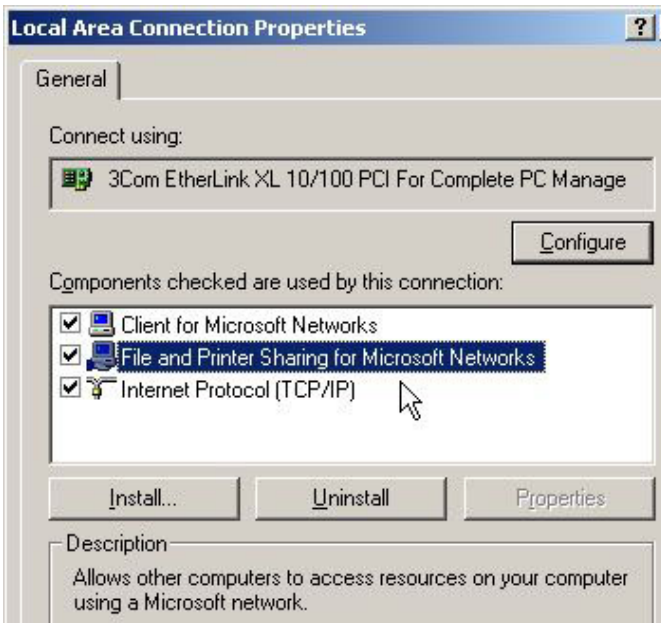 Local Area Connection Properties
?
General
Connect using:
3Com EtherLink XL 10/100 PCI For Complete PC Manage
Configure
Components checked are used by this connection:
Client for Microsoft Networks
File and Printer Sharing for Microsoft Networks
Internet Protocol (TCP/IP)
Install... Uninstall Properties
Description
Allows other computers to access resources on your computer
using a Microsoft network.